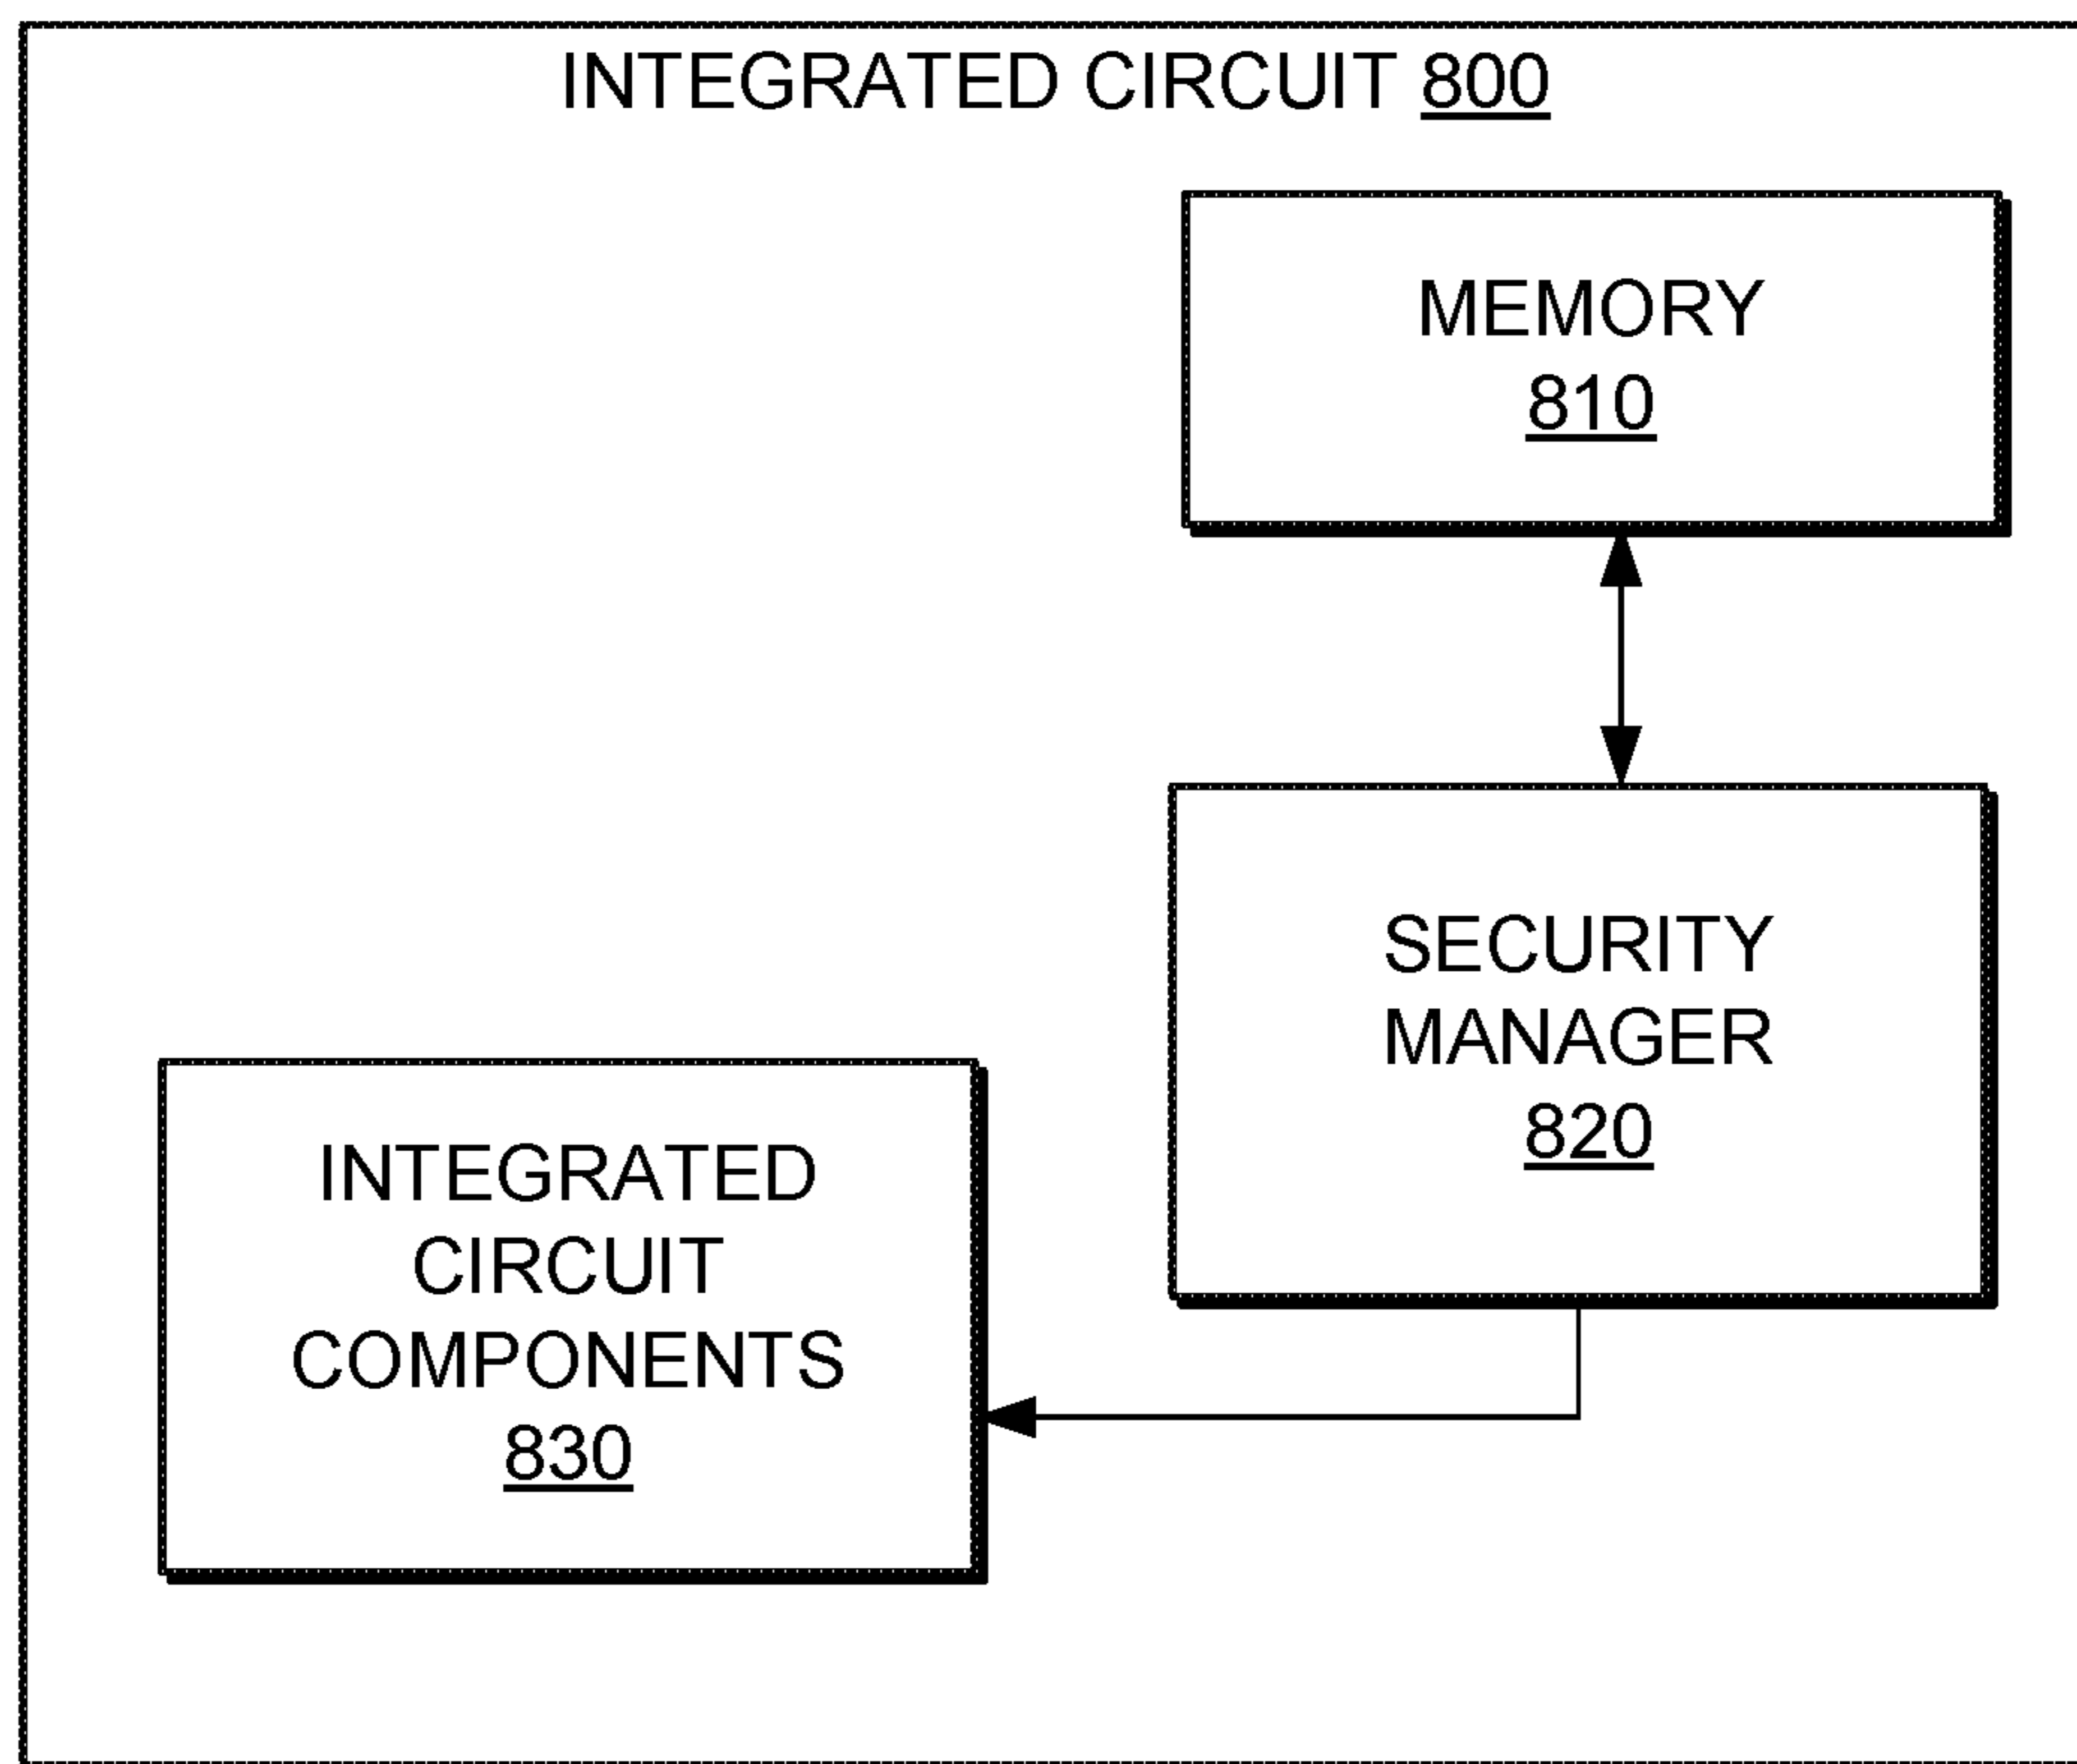 INTEGRATED CIRCUIT 800
MEMORY
810
SECURITY
MANAGER
820
INTEGRATED
CIRCUIT
COMPONENTS
830